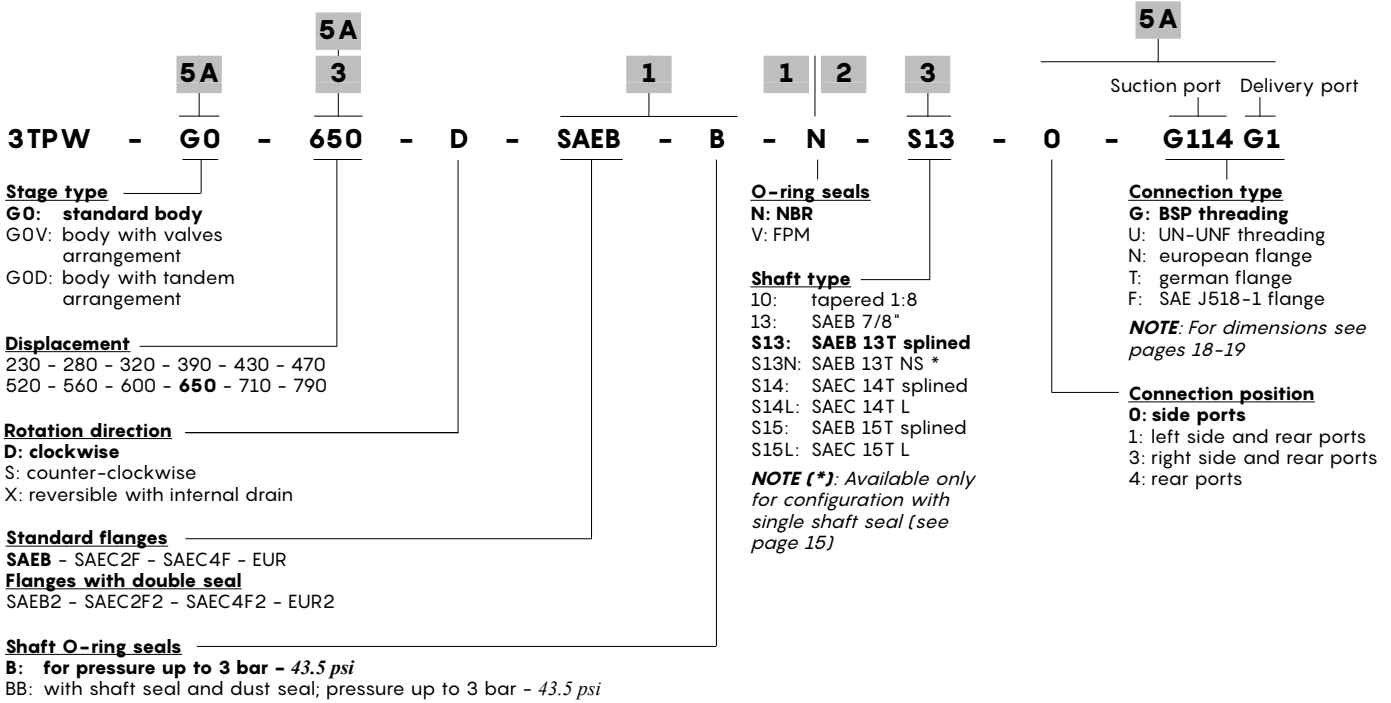 5A
5A
5A 3 1 1 2 3
Suction port Delivery port
3TPW - G0 - 650 - D - SAEB - B - N - S13 - 0 - G114 G1
Stage type
G0: standard body
G0V: body with valves
arrangement
G0D: body with tandem
arrangement
Displacement
230 - 280 - 320 - 390 - 430 - 470
520 - 560 - 600 - 650 - 710 - 790
Rotation direction
D: clockwise
S: counter-clockwise
X: reversible with internal drain
Standard flanges
SAEB - SAEC2F - SAEC4F - EUR
Flanges with double seal
SAEB2 - SAEC2F2 - SAEC4F2 - EUR2
Shaft O-ring seals
B: for pressure up to 3 bar - 43.5 psi
BB: with shaft seal and dust seal; pressure up to 3 bar - 43.5 psi
O-ring seals
N: NBR
V: FPM
Shaft type
10: tapered 1:8
13: SAEB 7/8"
S13: SAEB 13T splined
S13N: SAEB 13T NS *
S14: SAEC 14T splined
S14L: SAEC 14T L
S15: SAEB 15T splined
S15L: SAEC 15T L
NOTE (*): Available only
for configuration with
single shaft seal (see
page 15)
Connection type
G: BSP threading
U: UN-UNF threading
N: european flange
T: german flange
F: SAE J518-1 flange
NOTE: For dimensions see
pages 18-19
Connection position
0: side ports
1: left side and rear ports
3: right side and rear ports
4: rear ports